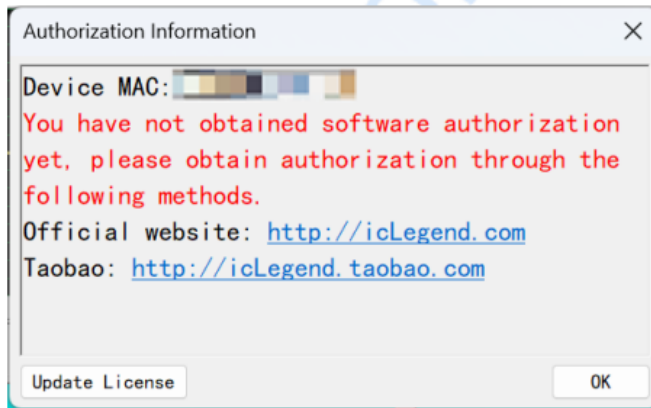 Authorization Information
Device MAC:
You have not obtained software authorization
yet, please obtain authorization through the
following methods.
Official website: http://icLegend.com
Taobao: http://icLegend.taobao.com
Update License
OK